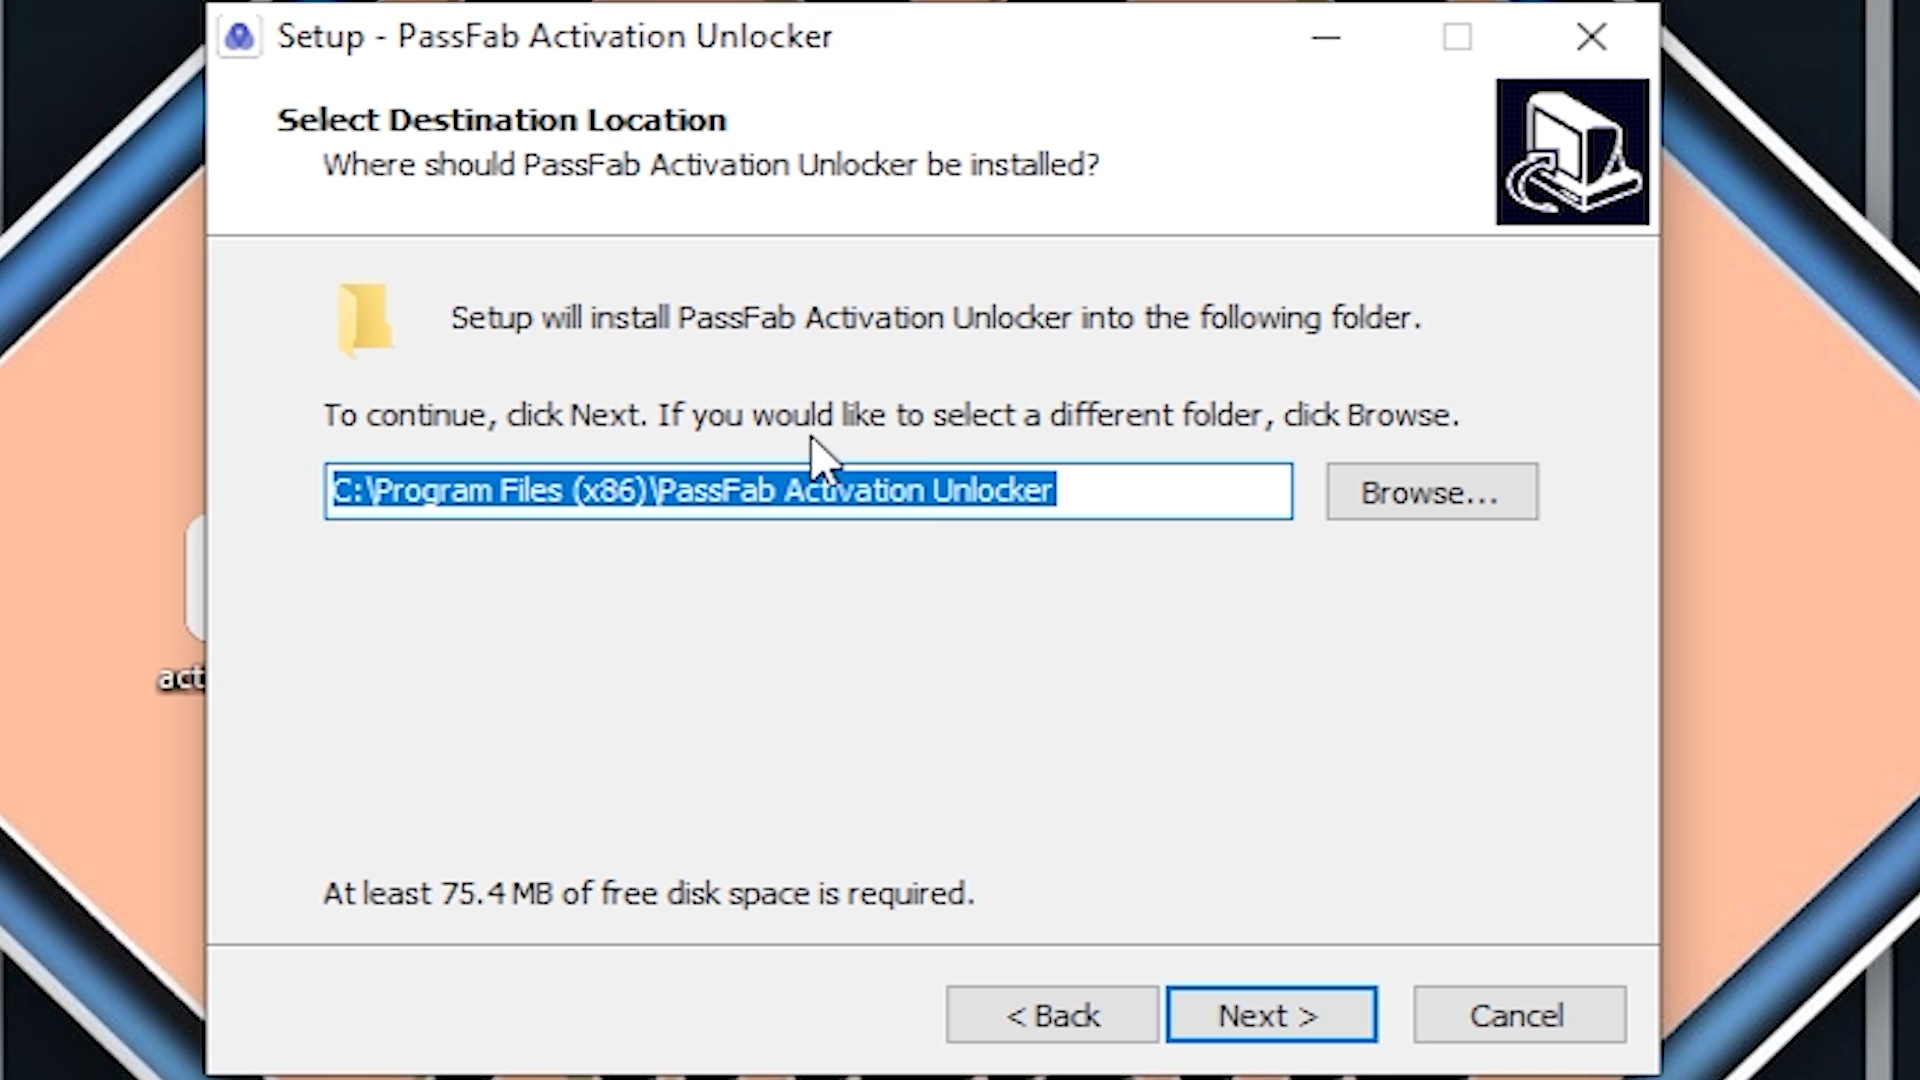 Setup - PassFab Activation Unlocker
Select Destination Location
Where should PassFab Activation Unlocker be installed?
Setup will install PassFab Activation Unlocker into the following folder.
To continue, click Next. If you would like to select a different folder, click Browse.
C:\Program Files (x86)\PassFab Activation Unlocker
Browse...
act
At least 75.4 MB of free disk space is required.
< Back
Next >
Cancel